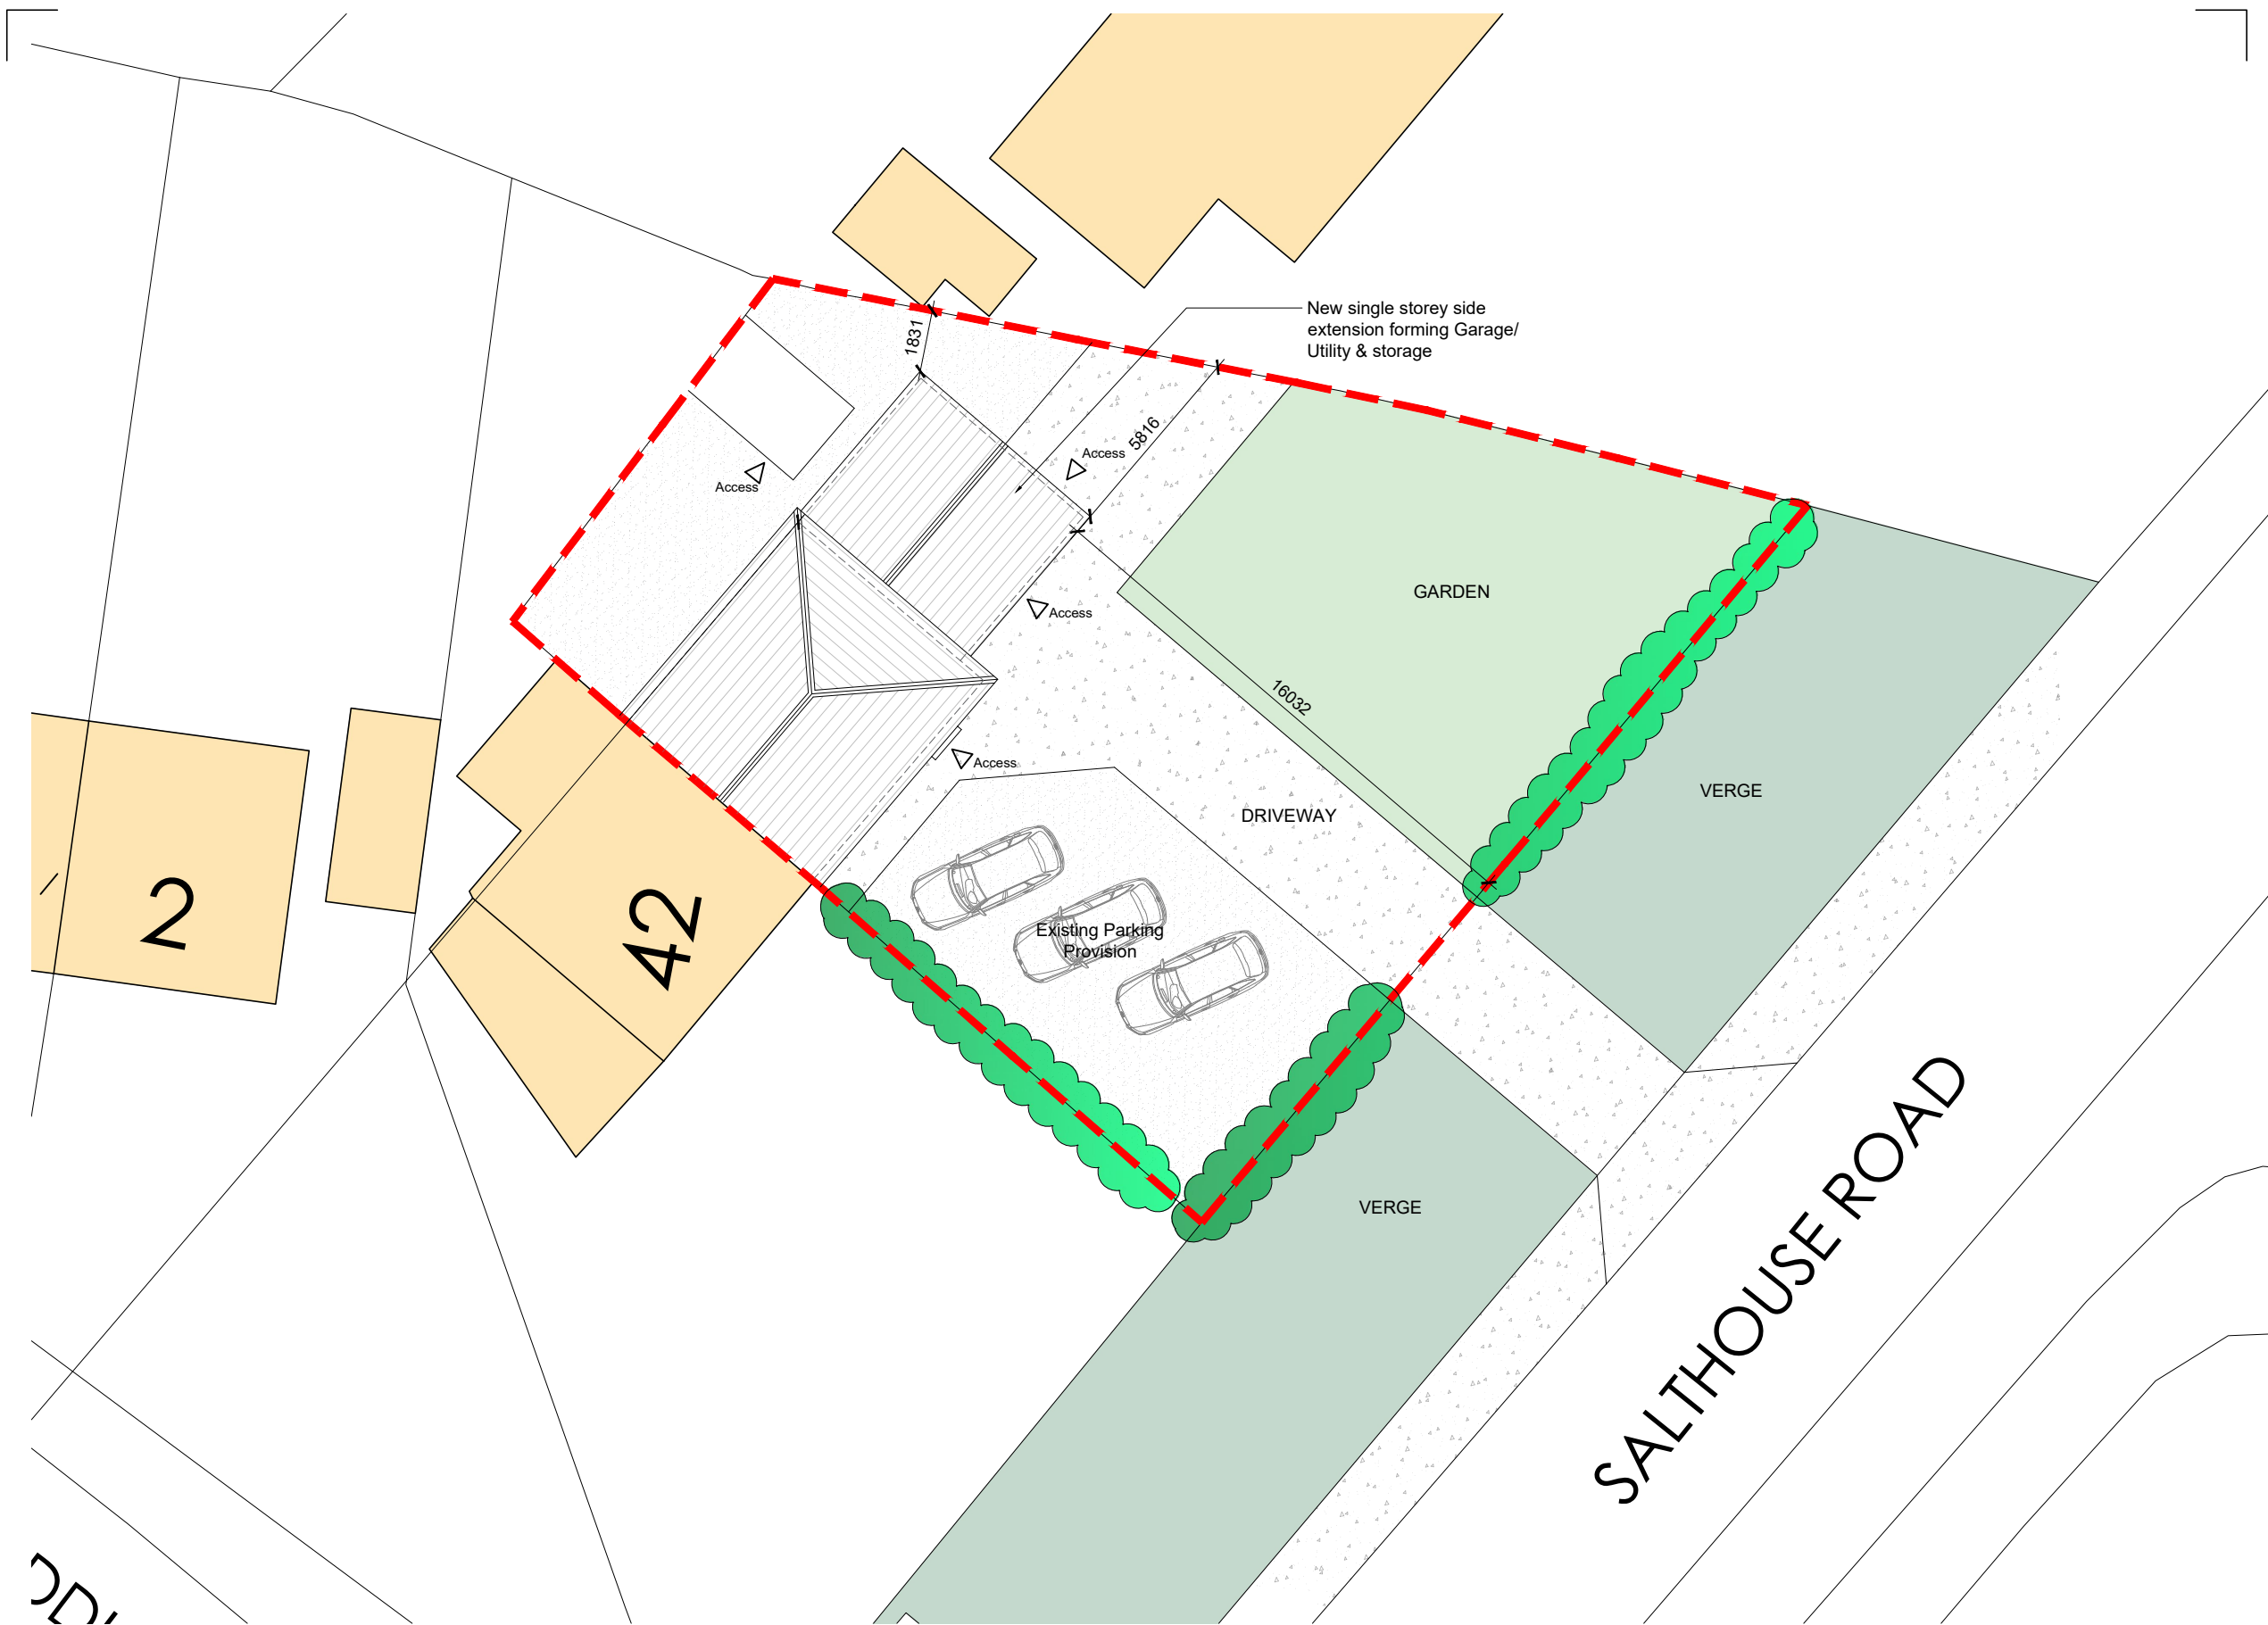 New single storey side
extension forming Garage/
Utility & storage
1831
5816
Access
Access
GARDEN
Access
16032
Access
VERGE
DRIVEWAY
Existing Parking
Provision
2
42
VERGE
SALTHOUSE ROAD